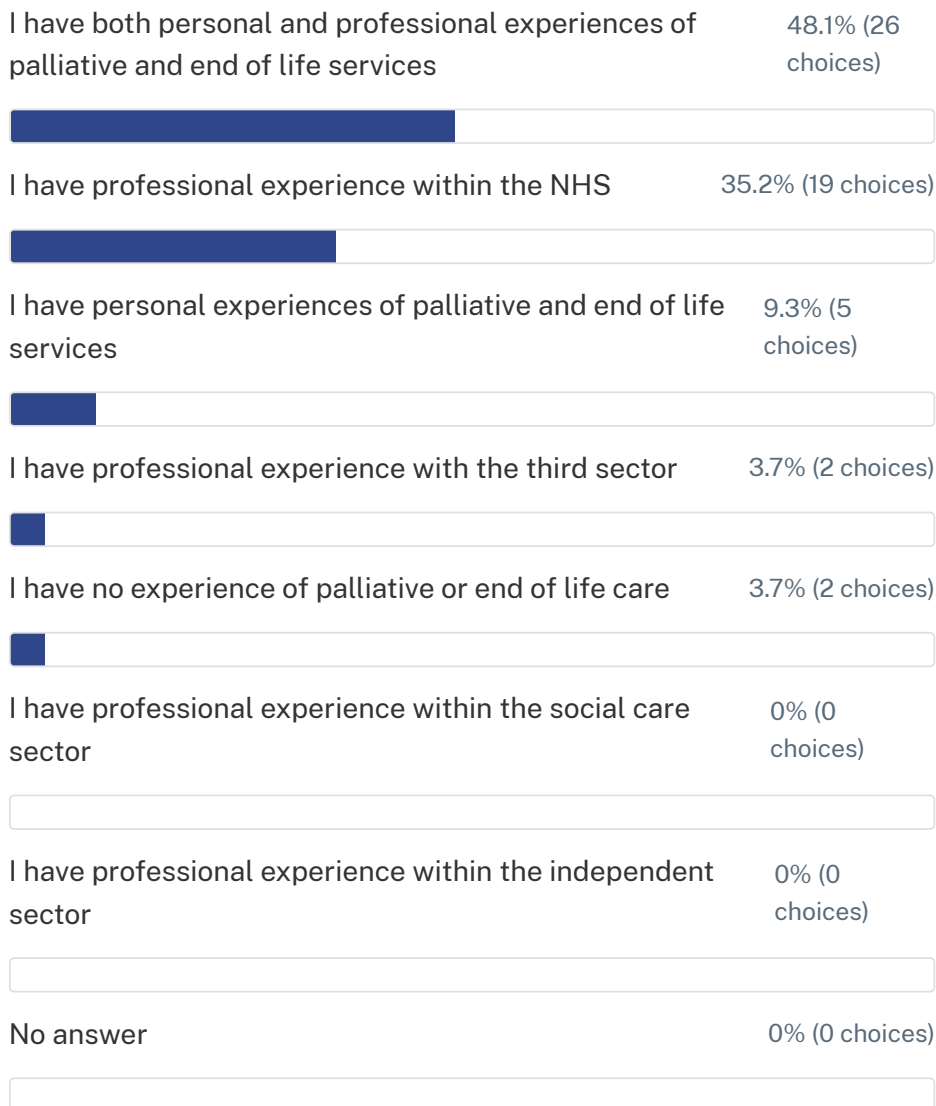 I have both personal and professional experiences of
palliative and end of life services
48.1% (26
choices)
I have professional experience within the NHS
35.2% (19 choices)
I have personal experiences of palliative and end of life
services
9.3% (5
choices)
I have professional experience with the third sector
3.7% (2 choices)
I have no experience of palliative or end of life care
3.7% (2 choices)
I have professional experience within the social care
sector
0% (0
choices)
I have professional experience within the independent
sector
0% (0
choices)
No answer
0% (0 choices)